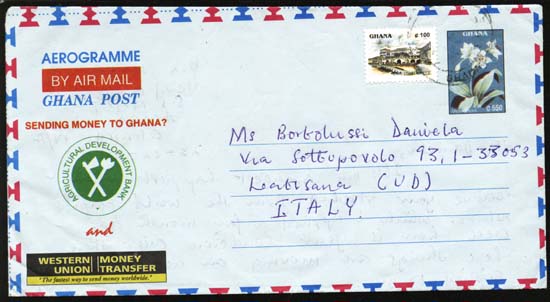 AEROGRAMME
BY AIR MAIL
GHANA POST
SENDING MONEY TO GHANA?
AGRICULTURAL DEVELOPMENT BANK
and
WESTERN UNION MONEY TRANSFER
"The fastest way to send money worldwide."
GHANA ₵100
GHANA
₵550
Ms Bortolussi Daniela
Via Sottopovolo 93, I-33053
Latisana (UD)
ITALY